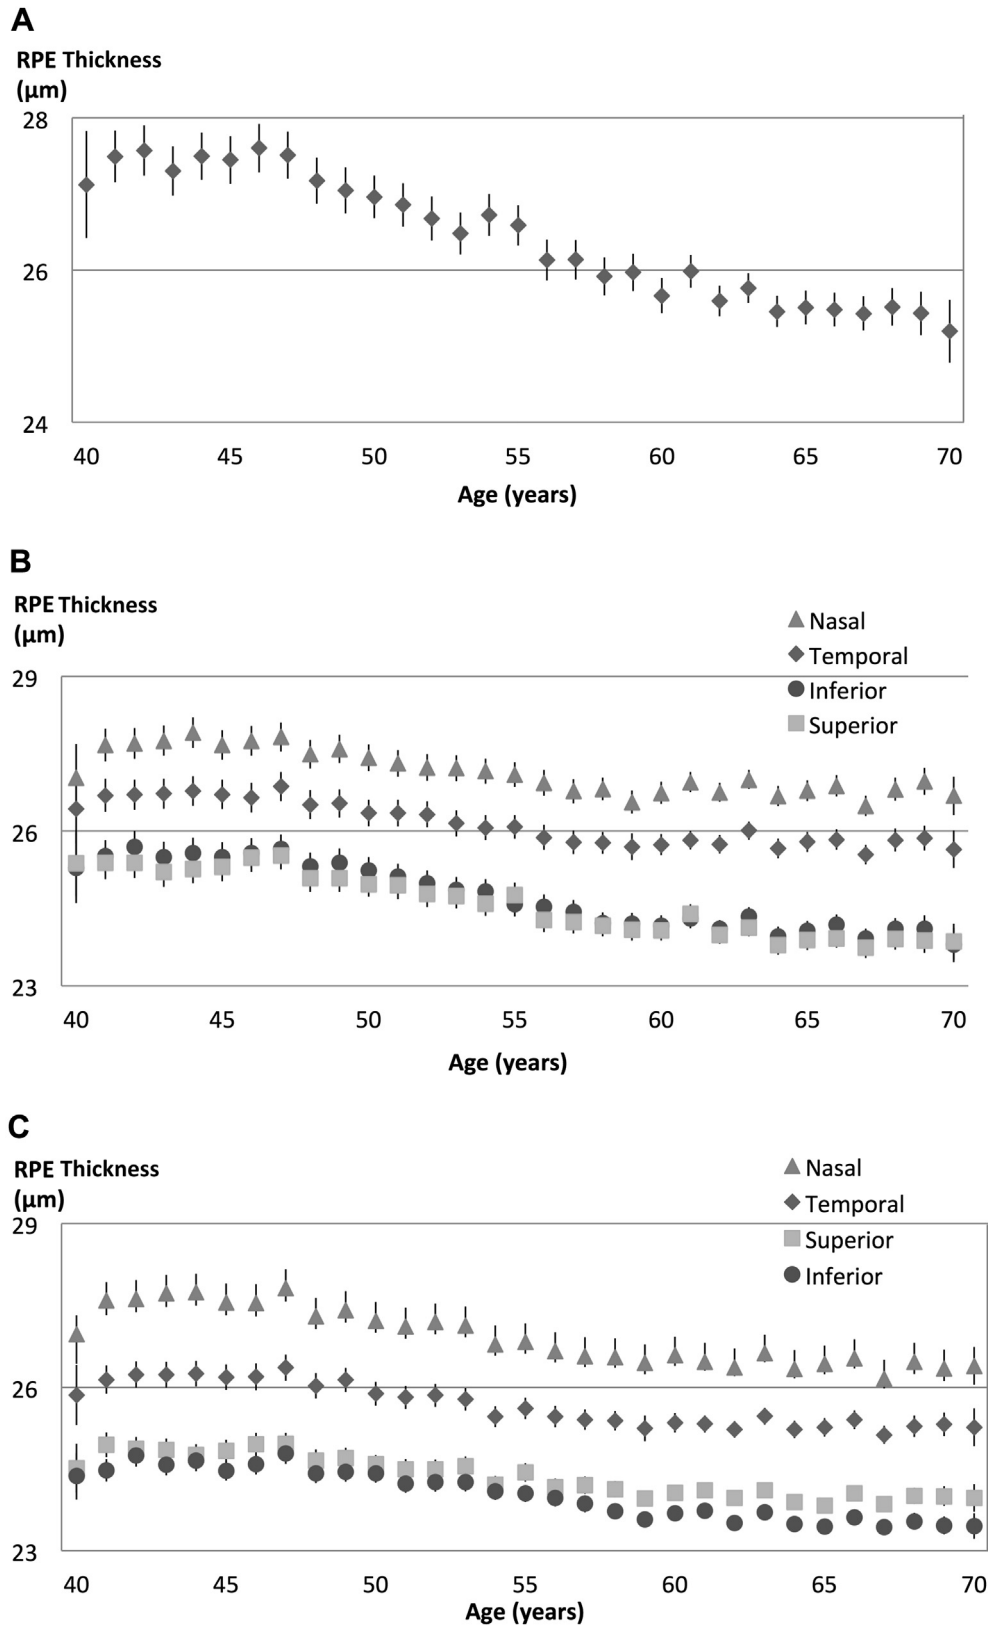 A
RPE Thickness
(µm)
28
26
24
40 45 50 55 60 65 70
Age (years)
B
RPE Thickness
(µm)
Nasal
Temporal
Inferior
Superior
29
26
23
40 45 50 55 60 65 70
Age (years)
C
RPE Thickness
(µm)
Nasal
Temporal
Superior
Inferior
29
26
23
40 45 50 55 60 65 70
Age (years)